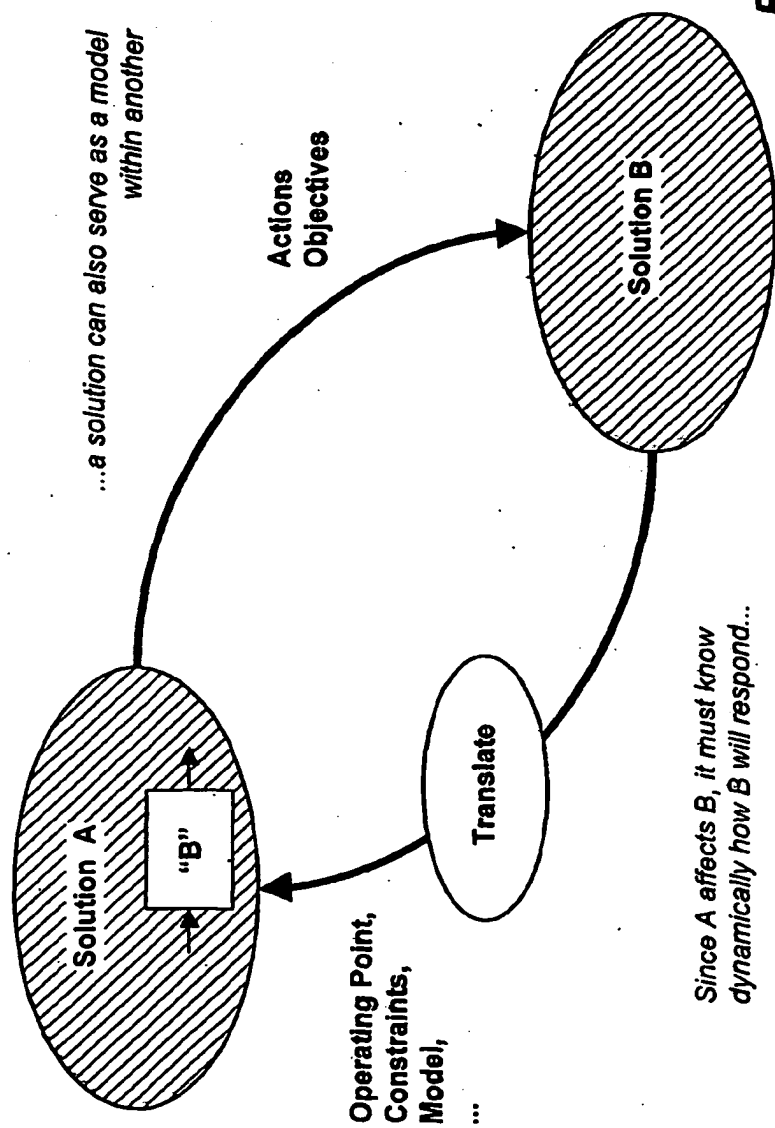 ...a solution can also serve as a model
within another
Solution A
"B"
Actions
Objectives
Operating Point,
Constraints,
Model,
...
Translate
Solution B
Since A affects B, it must know
dynamically how B will respond...